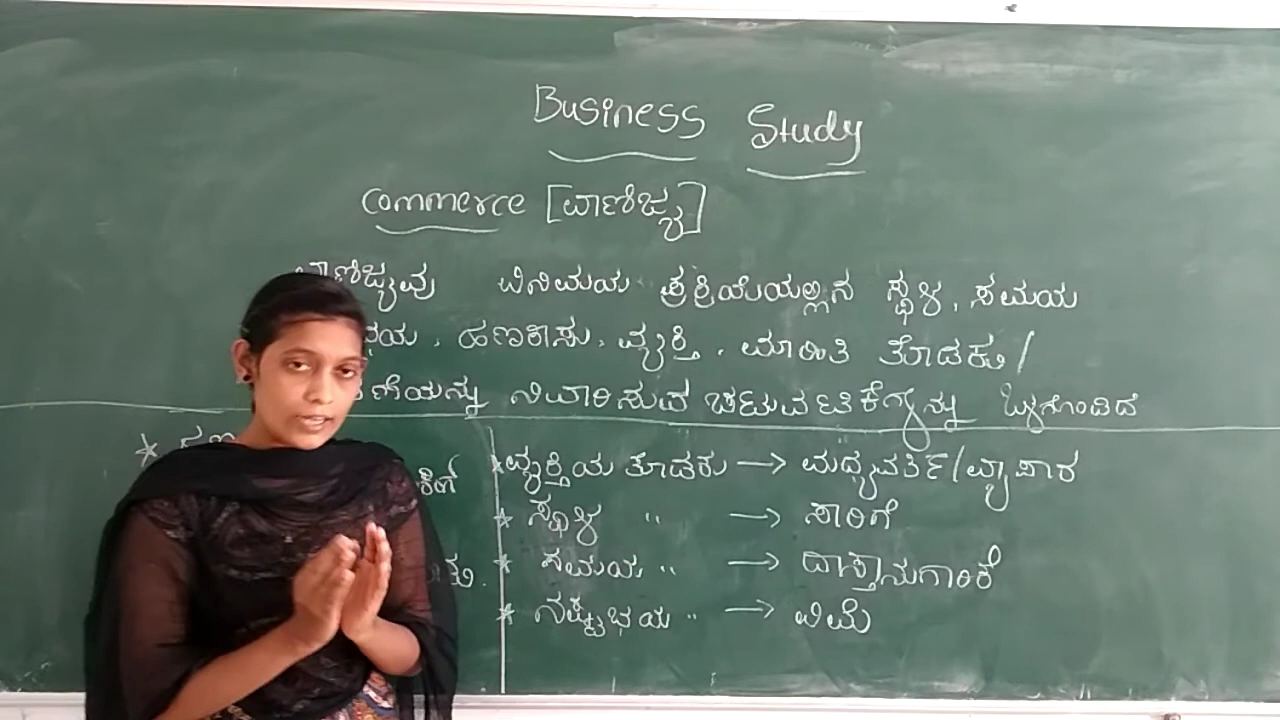 Business Study
Commerce [ವಾಣಿಜ್ಯ]
ವಾಣಿಜ್ಯವು ವಿನಿಮಯ ಪ್ರಕ್ರಿಯೆಯಲ್ಲಿನ ಸ್ಥಳ, ಸಮಯ
ಭಯ, ಹಣಕಾಸು, ವ್ಯಕ್ತಿ, ಮಾಹಿತಿ ತೊಡಕು/
ನಿವಾರಿಸುವ ಚಟುವಟಿಕೆಗಳನ್ನು ಒಳಗೊಂಡಿದೆ
* ವ್ಯಕ್ತಿಯ ತೊಡಕು → ಮಧ್ಯವರ್ತಿ/ವ್ಯಾಪಾರ
* ಸ್ಥಳ " → ಸಾರಿಗೆ
* ಸಮಯ " → ದಾಸ್ತಾನುಗಾರಿಕೆ
* ನಷ್ಟಭಯ " → ವಿಮೆ